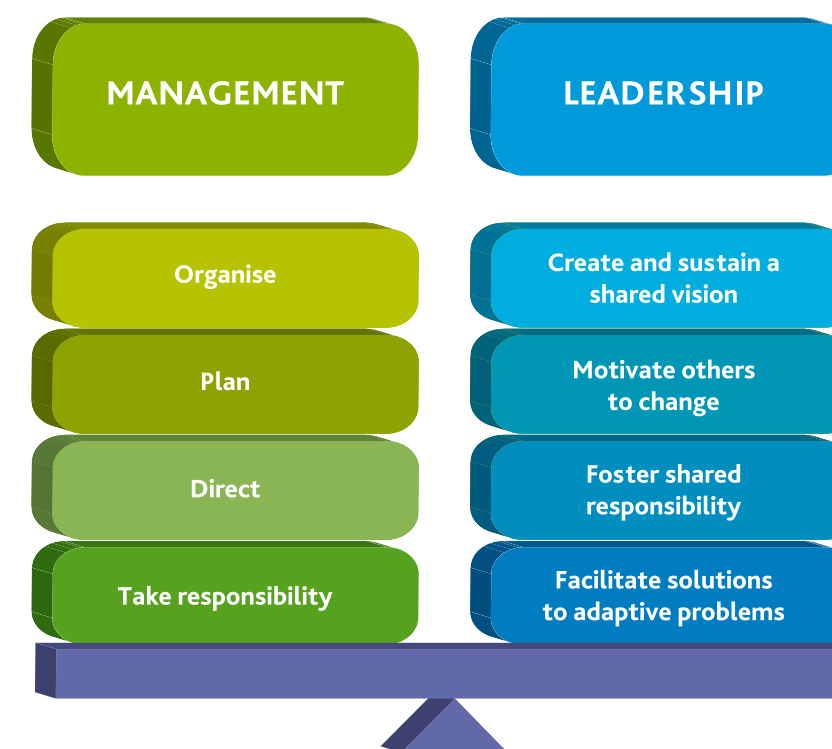 MANAGEMENT
LEADERSHIP
Organise
Plan
Direct
Take responsibility
Create and sustain a
shared vision
Motivate others
to change
Foster shared
responsibility
Facilitate solutions
to adaptive problems